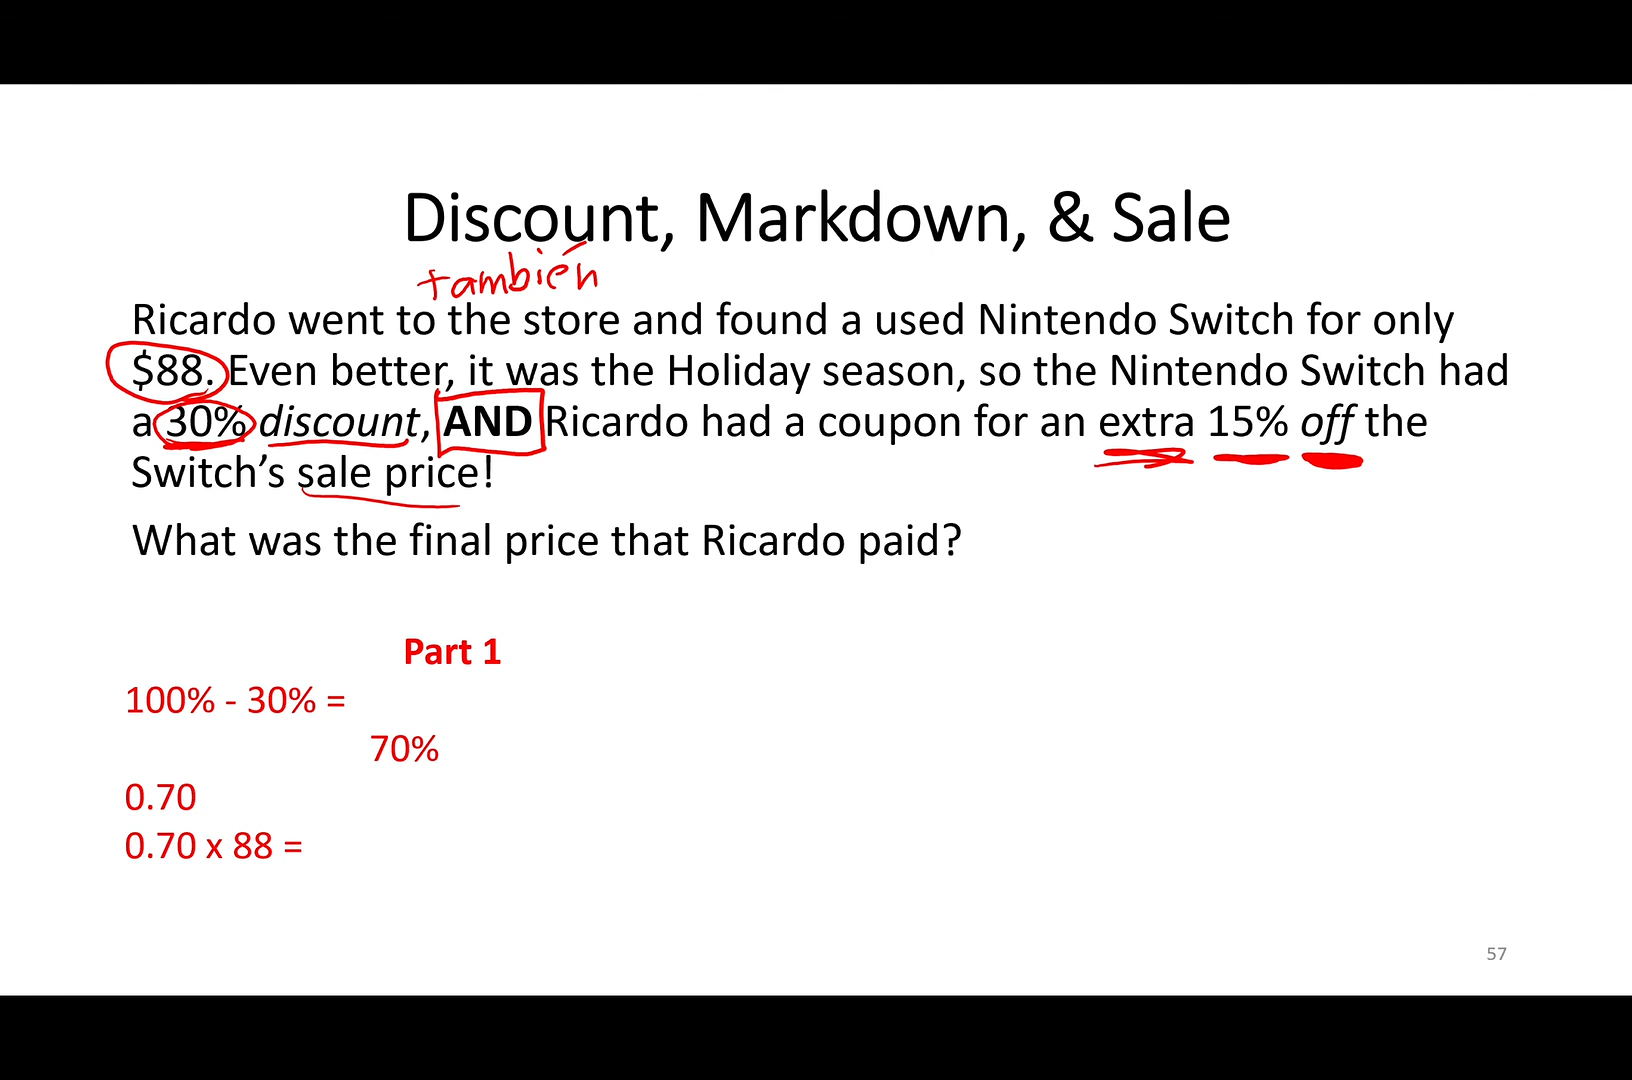 Discount, Markdown, & Sale
también
Ricardo went to the store and found a used Nintendo Switch for only
$88. Even better, it was the Holiday season, so the Nintendo Switch had
a 30% discount, AND Ricardo had a coupon for an extra 15% off the
Switch’s sale price!
What was the final price that Ricardo paid?
Part 1
100% - 30% =
70%
0.70
0.70 x 88 =
57